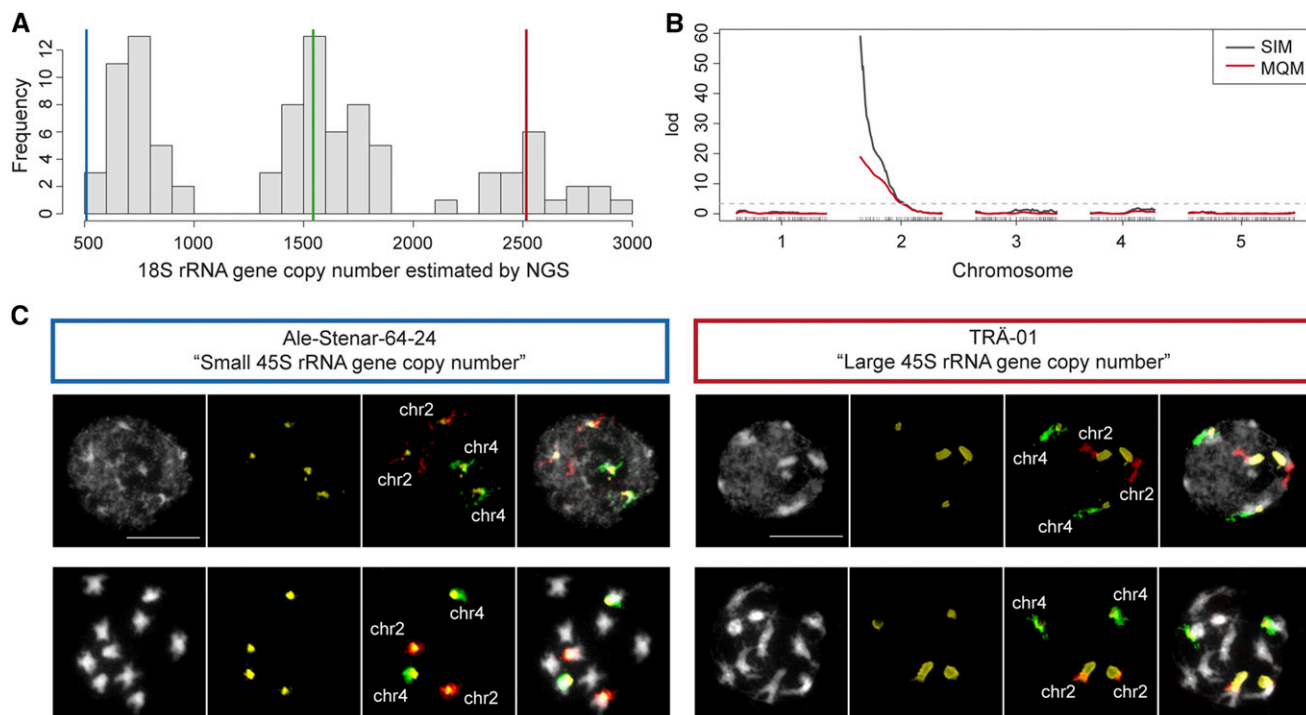 A
Frequency
12
10
8
6
4
2
0
500
1000
1500
2000
2500
3000
18S rRNA gene copy number estimated by NGS
B
lod
60
50
40
30
20
10
0
SIM
MQM
1
2
3
4
5
Chromosome
C
Ale-Stenar-64-24
"Small 45S rRNA gene copy number"
TRÄ-01
"Large 45S rRNA gene copy number"
chr2
chr4
chr2
chr4
chr2
chr4
chr2
chr4
chr4
chr2
chr4
chr2
chr4
chr4
chr2
chr2